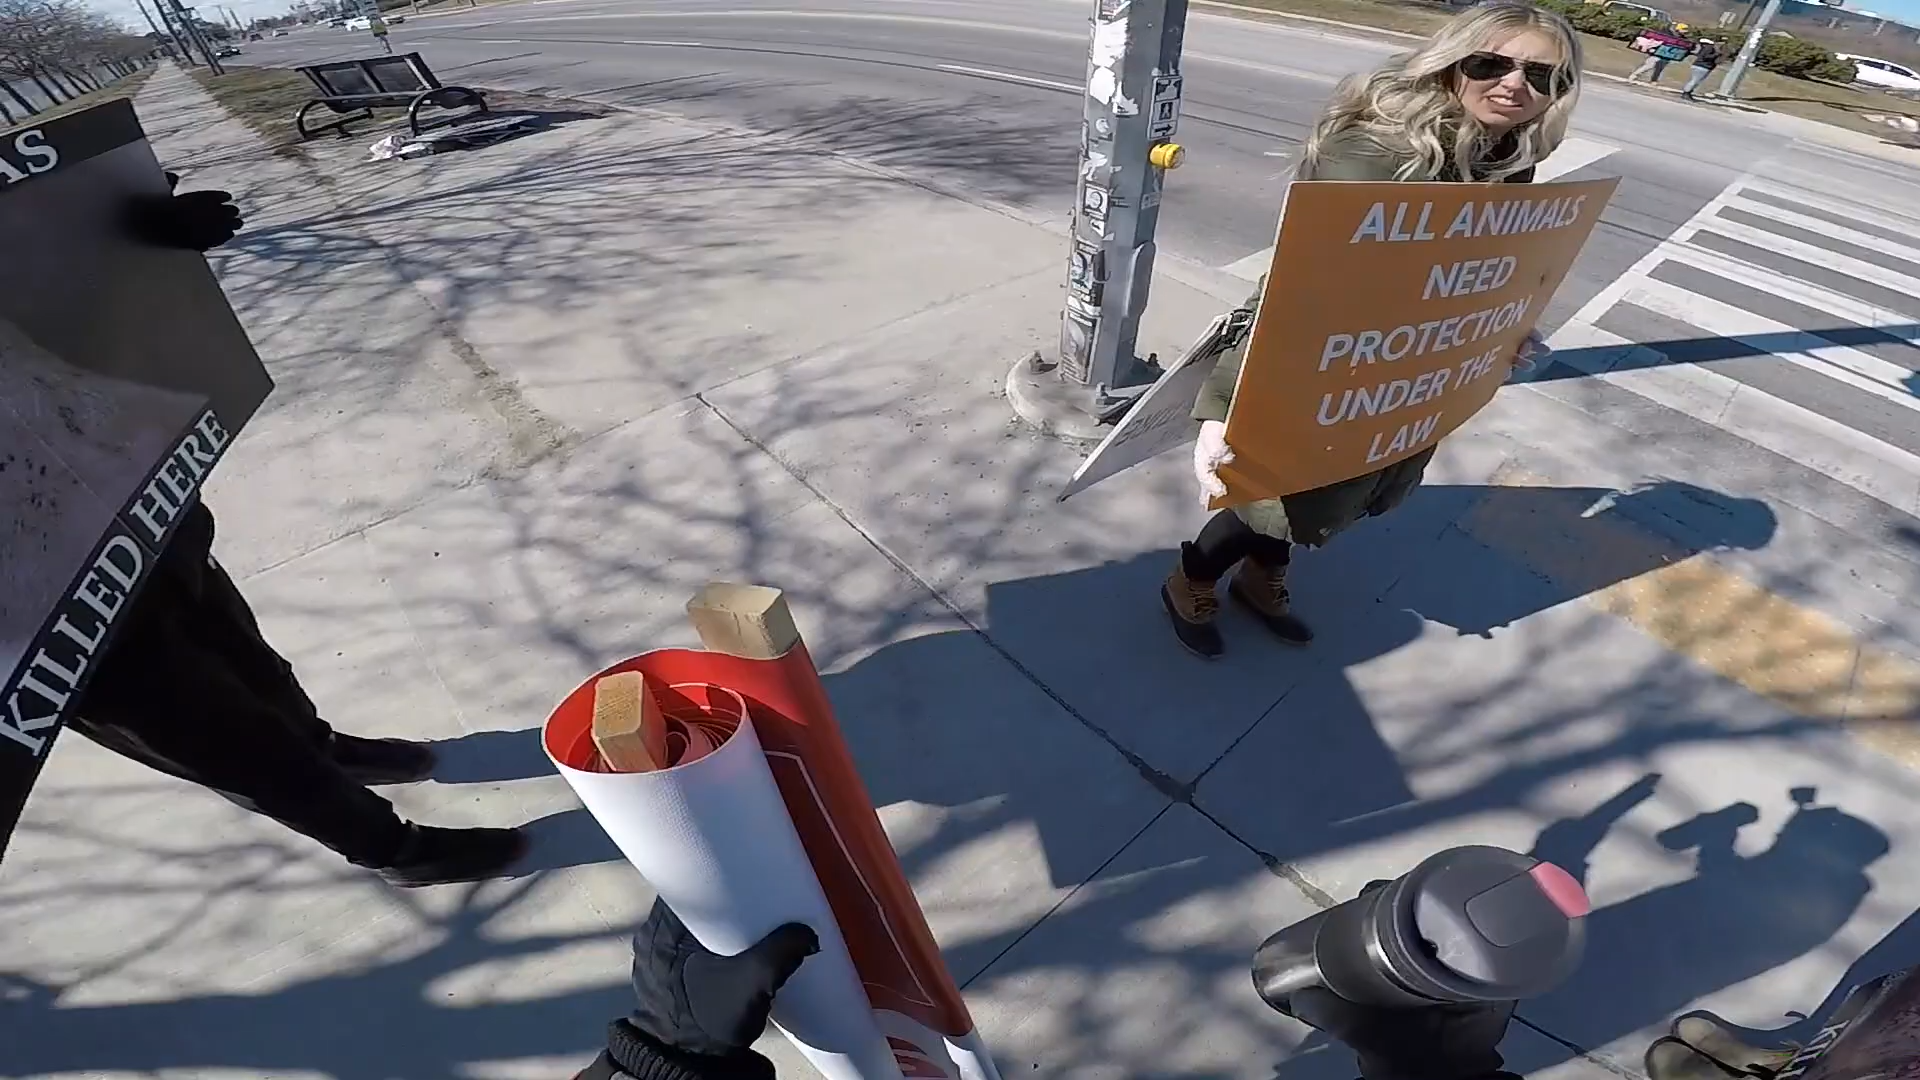 AS
KILLED HERE
ALL ANIMALS
NEED
PROTECTION
UNDER THE
LAW